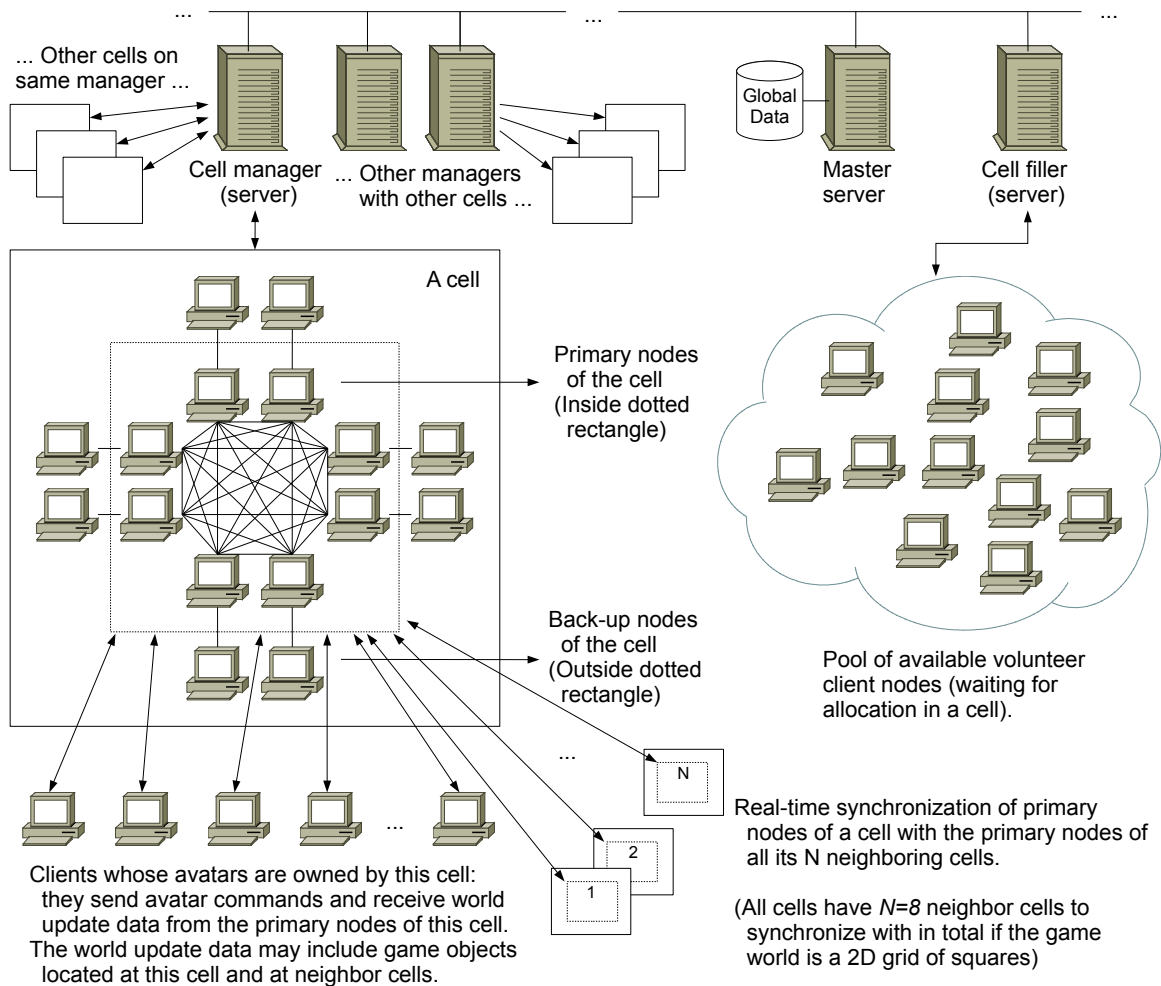 ...
...
...
... Other cells on
same manager ...
Global
Data
Cell manager
(server)
... Other managers
with other cells ...
Master
server
Cell filler
(server)
A cell
Primary nodes
of the cell
(Inside dotted
rectangle)
Back-up nodes
of the cell
(Outside dotted
rectangle)
Pool of available volunteer
client nodes (waiting for
allocation in a cell).
...
N
2
1
...
Real-time synchronization of primary
nodes of a cell with the primary nodes of
all its N neighboring cells.
(All cells have N=8 neighbor cells to
synchronize with in total if the game
world is a 2D grid of squares)
Clients whose avatars are owned by this cell:
they send avatar commands and receive world
update data from the primary nodes of this cell.
The world update data may include game objects
located at this cell and at neighbor cells.